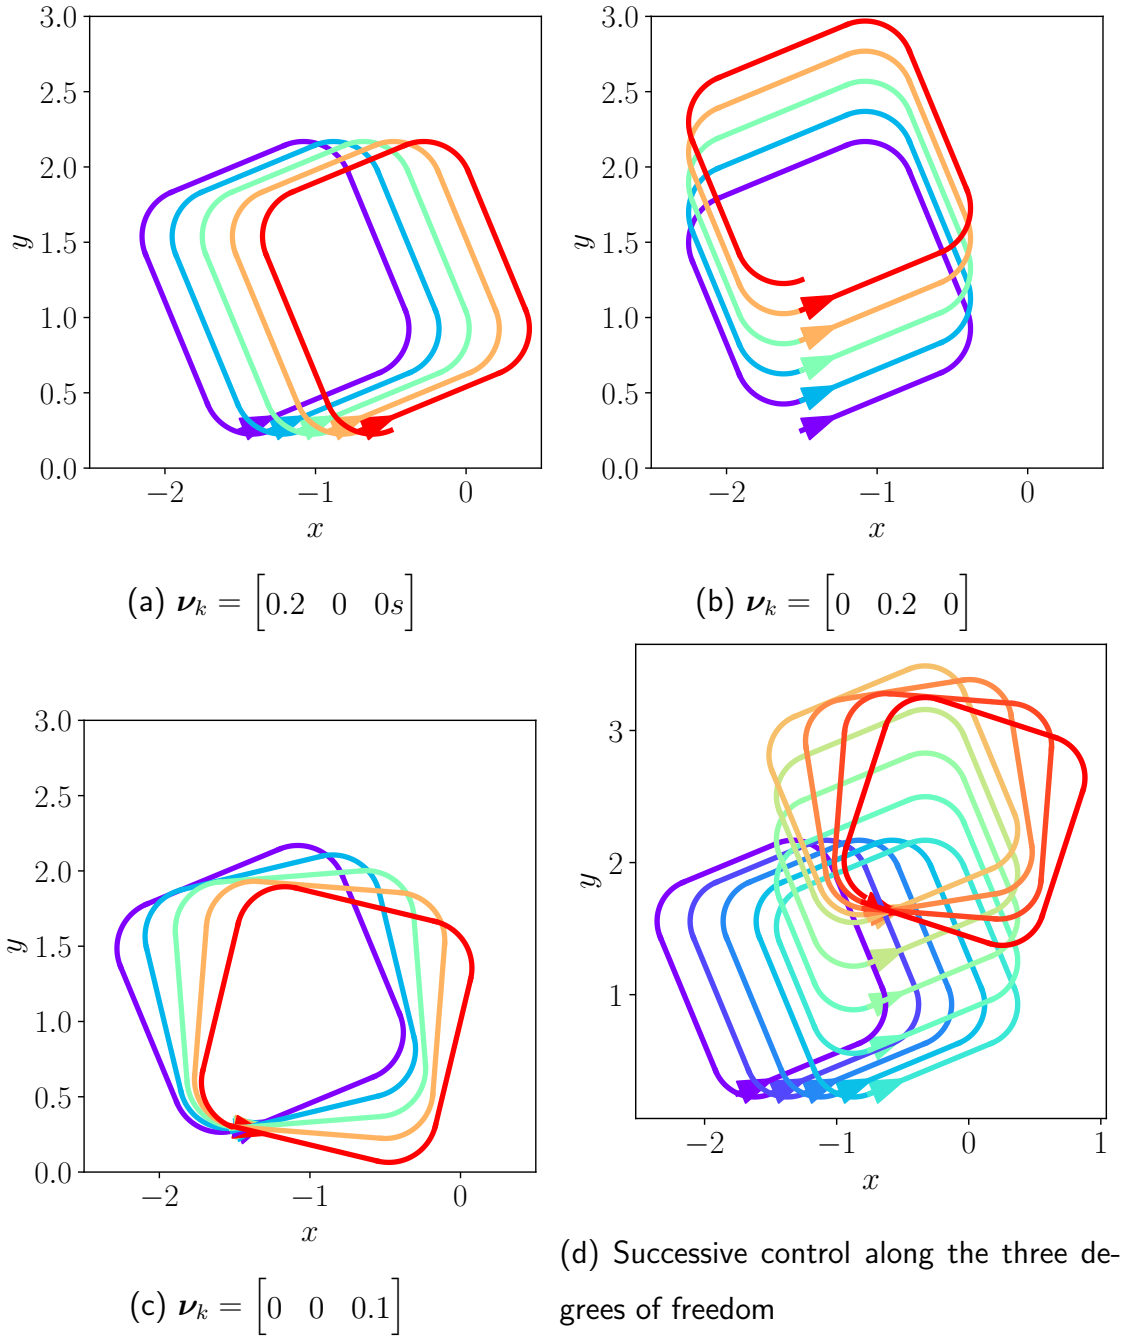 3.0
2.5
2.0
1.5
1.0
0.5
0.0
y
−2 −1 0
x
(a) ν_k = [0.2 0 0s]
3.0
2.5
2.0
1.5
1.0
0.5
0.0
y
−2 −1 0
x
(b) ν_k = [0 0.2 0]
3.0
2.5
2.0
1.5
1.0
0.5
0.0
y
−2 −1 0
x
(c) ν_k = [0 0 0.1]
3
2
1
y
−2 −1 0 1
x
(d) Successive control along the three de-
grees of freedom